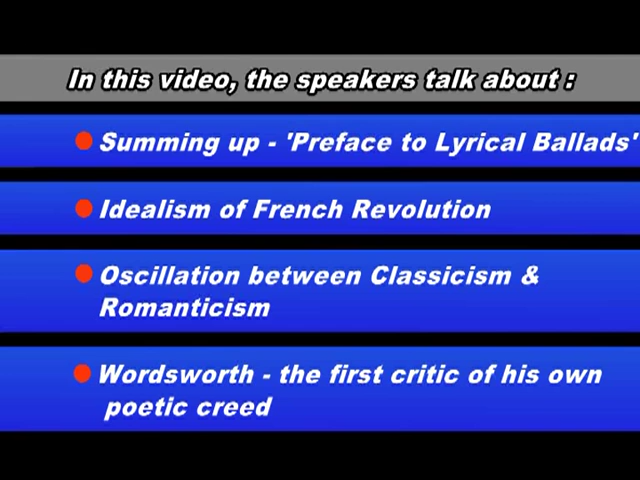 In this video, the speakers talk about :
Summing up - 'Preface to Lyrical Ballads'
Idealism of French Revolution
Oscillation between Classicism &
Romanticism
Wordsworth - the first critic of his own
poetic creed